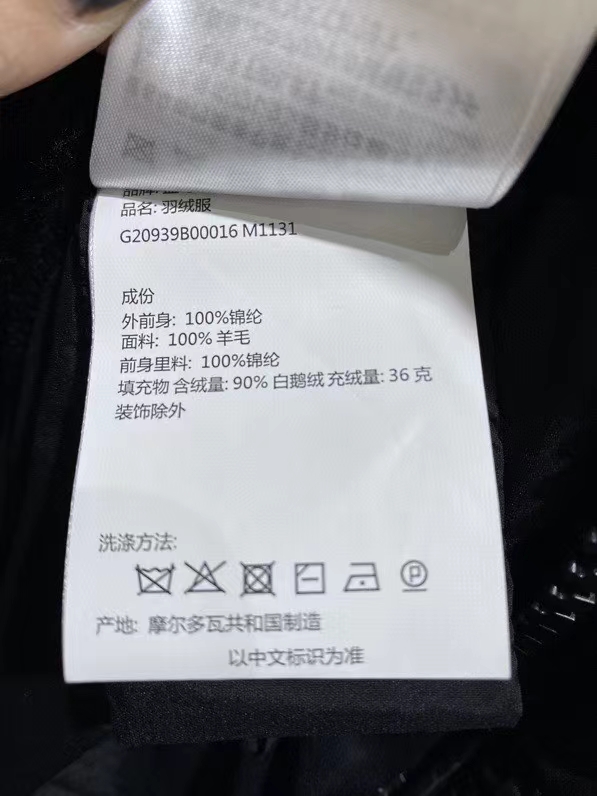 品名: 羽绒服
G20939B00016 M1131
成份
外前身: 100%锦纶
面料: 100% 羊毛
前身里料: 100%锦纶
填充物 含绒量: 90% 白鹅绒 充绒量: 36 克
装饰除外
洗涤方法:
P
产地: 摩尔多瓦共和国制造
以中文标识为准